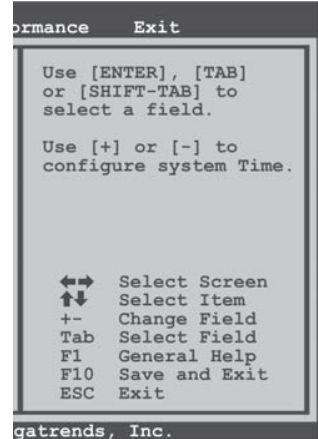 ormance Exit
Use [ENTER], [TAB]
or [SHIFT-TAB] to
select a field.
Use [+] or [-] to
configure system Time.
←→ Select Screen
↑↓ Select Item
+- Change Field
Tab Select Field
F1 General Help
F10 Save and Exit
ESC Exit
gatrends, Inc.